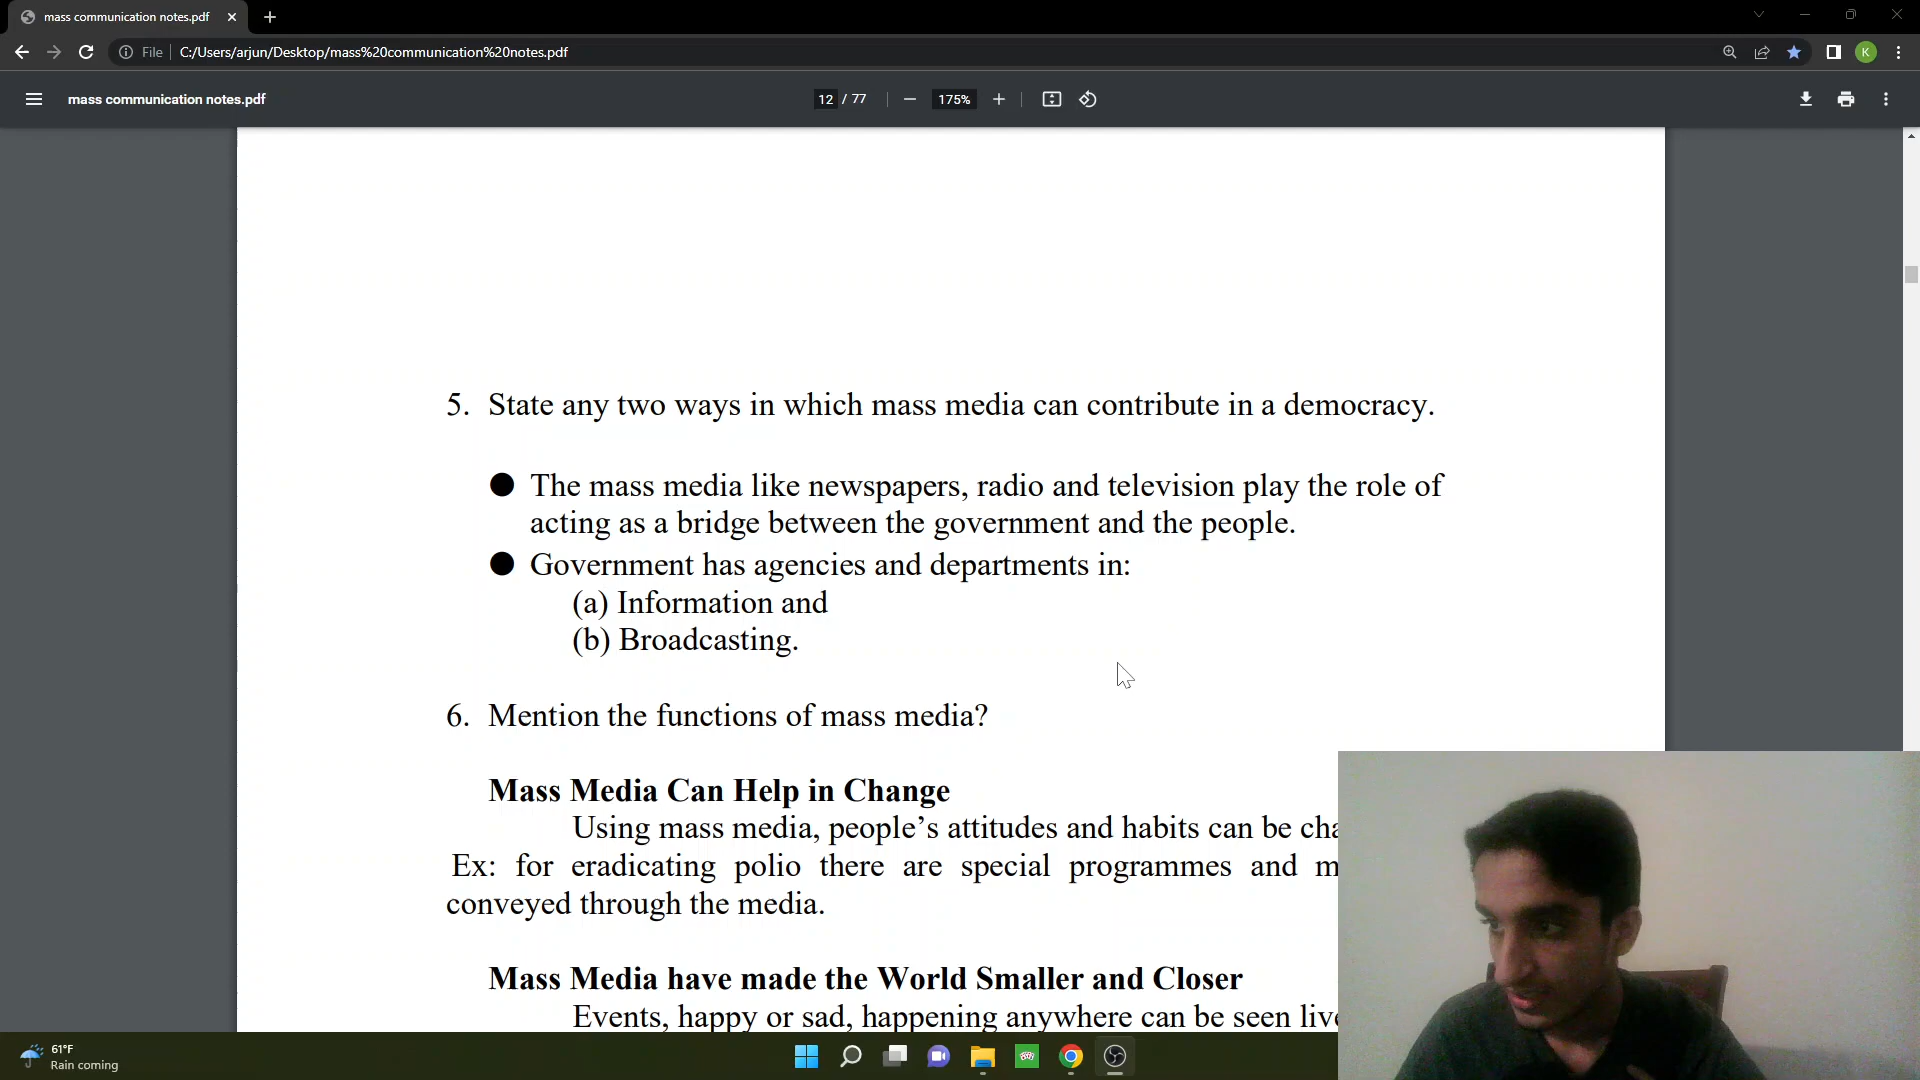 mass communication notes.pdf
File
C:/Users/arjun/Desktop/mass%20communication%20notes.pdf
K
mass communication notes.pdf
12 / 77
175%
5. State any two ways in which mass media can contribute in a democracy.
● The mass media like newspapers, radio and television play the role of
acting as a bridge between the government and the people.
● Government has agencies and departments in:
(a) Information and
(b) Broadcasting.
6. Mention the functions of mass media?
Mass Media Can Help in Change
Using mass media, people’s attitudes and habits can be
Ex: for eradicating polio there are special programmes and
conveyed through the media.
Mass Media have made the World Smaller and Closer
Events, happy or sad, happening anywhere can be seen
61°F
Rain coming